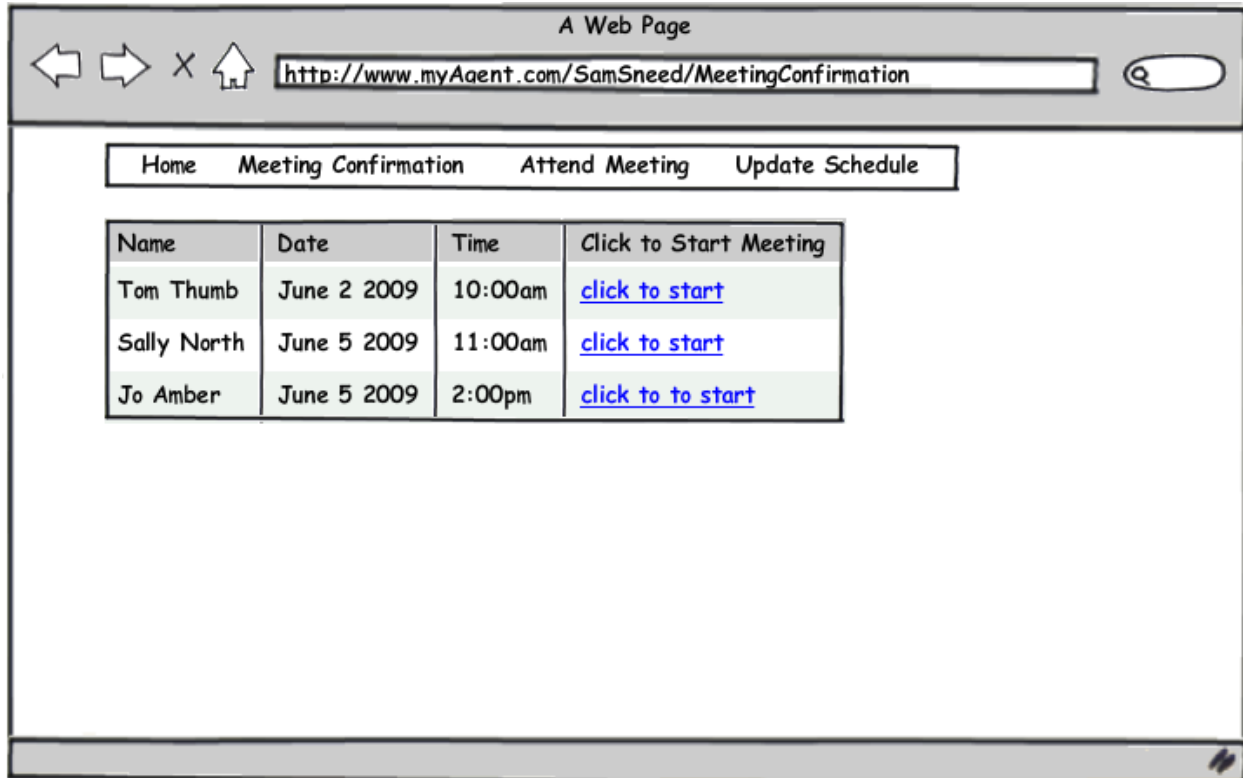 A Web Page
http://www.myAgent.com/SamSneed/MeetingConfirmation
Home Meeting Confirmation Attend Meeting Update Schedule
Name Date Time Click to Start Meeting
Tom Thumb June 2 2009 10:00am click to start
Sally North June 5 2009 11:00am click to start
Jo Amber June 5 2009 2:00pm click to to start